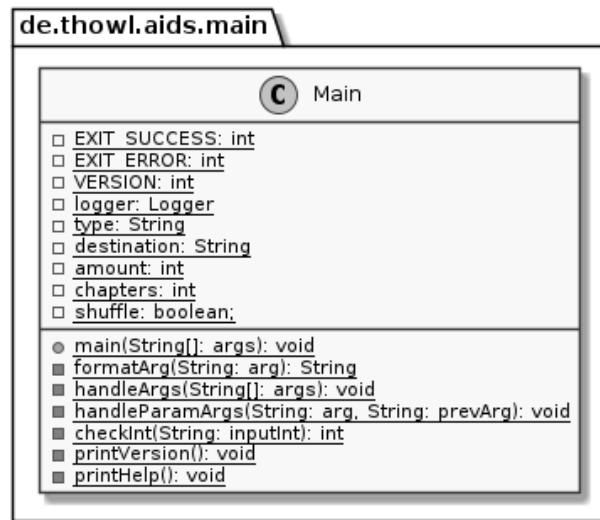 de.thowl.aids.main
C Main
EXIT_SUCCESS: int
EXIT_ERROR: int
VERSION: int
logger: Logger
type: String
destination: String
amount: int
chapters: int
shuffle: boolean;
main(String[]: args): void
formatArg(String: arg): String
handleArgs(String[]: args): void
handleParamArgs(String: arg, String: prevArg): void
checkInt(String: inputInt): int
printVersion(): void
printHelp(): void